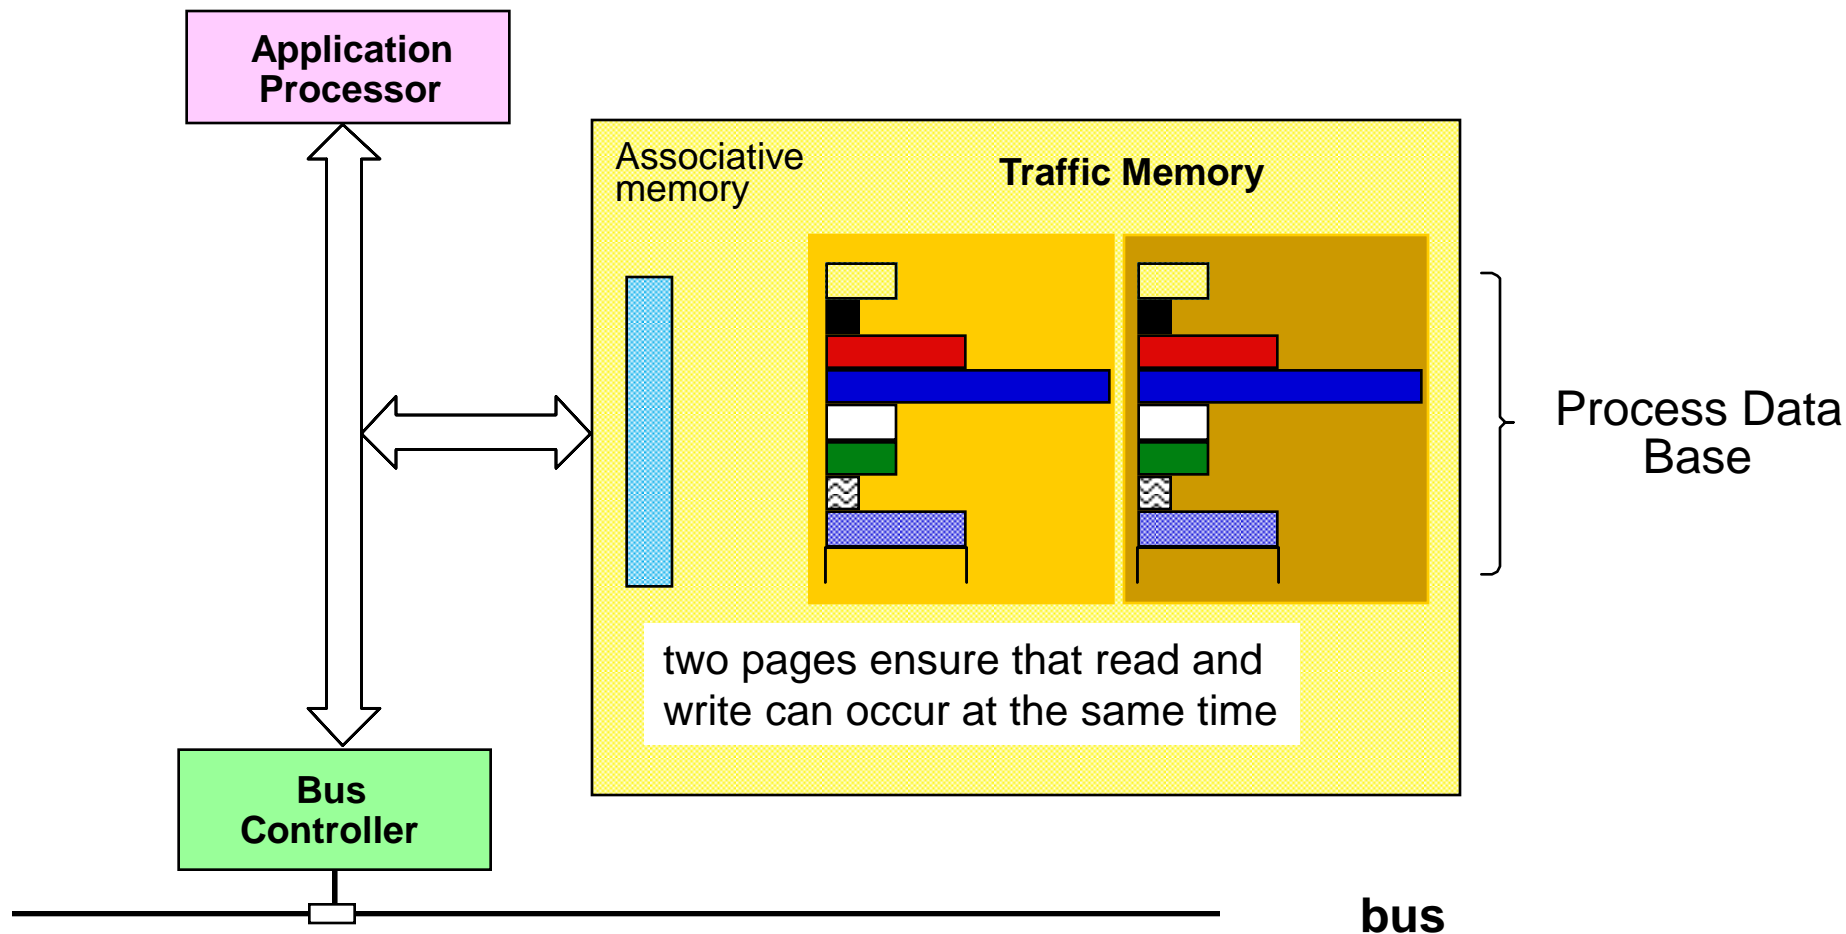 Application
Processor
Associative
memory
Traffic Memory
Process Data
Base
two pages ensure that read and
write can occur at the same time
Bus
Controller
bus